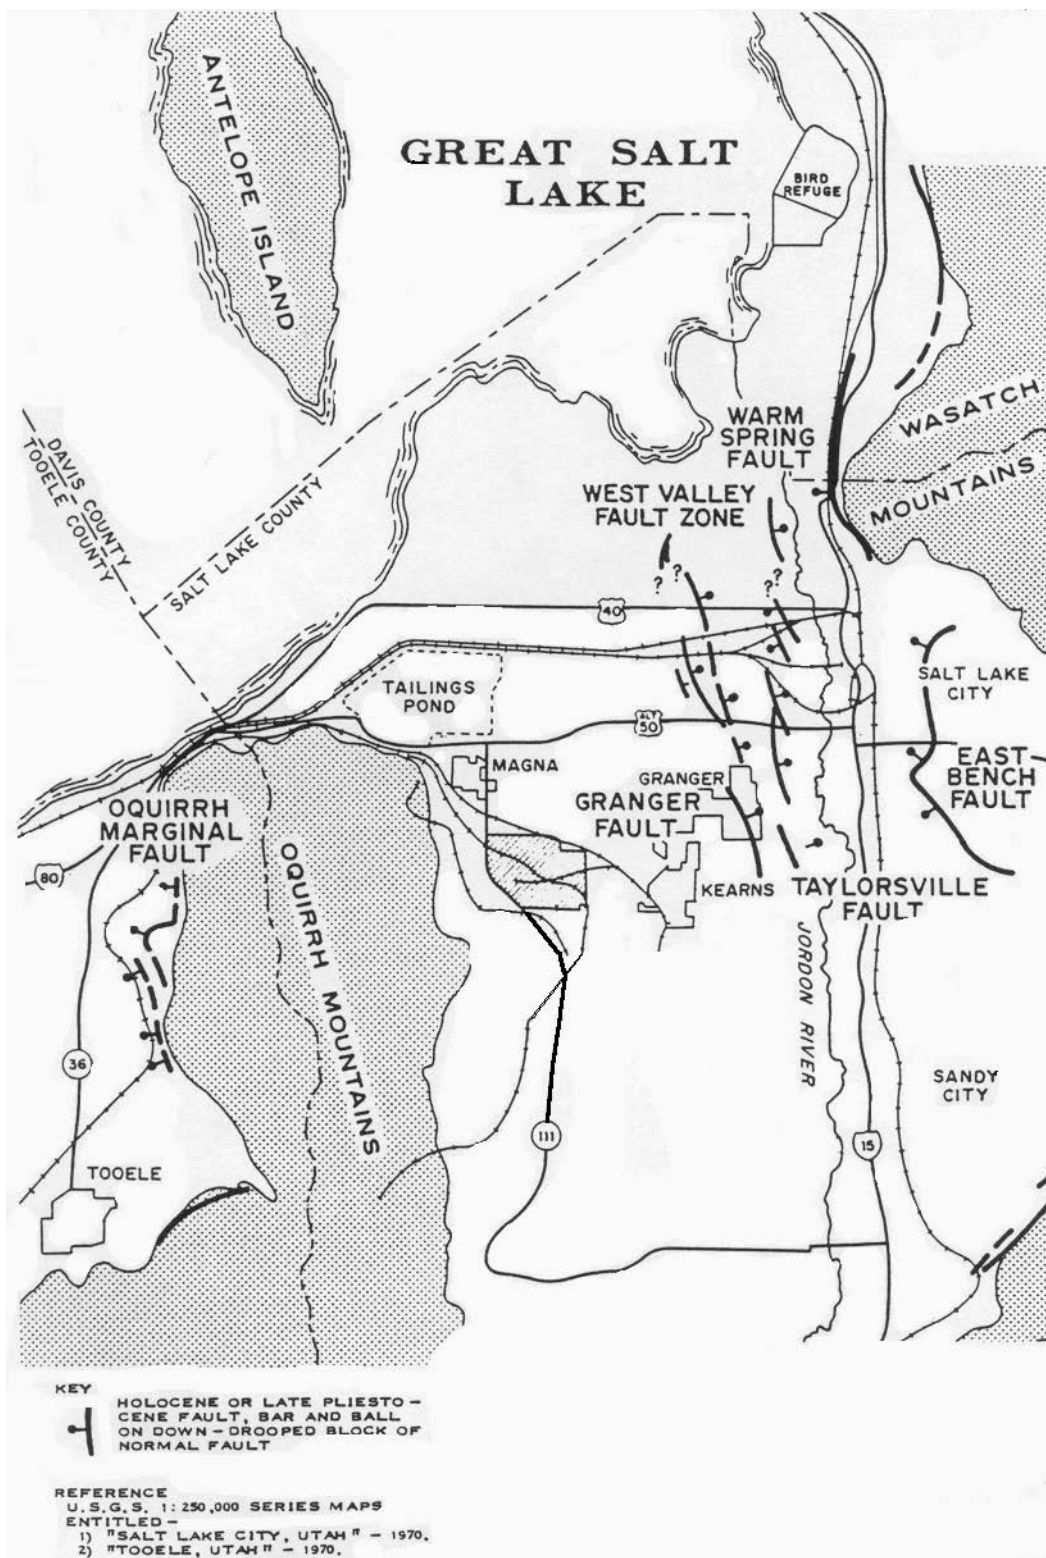 ANTELOPE ISLAND
GREAT SALT
LAKE
BIRD
REFUGE
WASATCH
MOUNTAINS
WARM
SPRING
FAULT
WEST VALLEY
FAULT ZONE
DAVIS COUNTY
TOOELE COUNTY
SALT LAKE COUNTY
?
?
?
?
40
TAILINGS
POND
SALT LAKE
CITY
ALT
50
MAGNA
GRANGER
GRANGER
FAULT
EAST
BENCH
FAULT
OQUIRRH
MARGINAL
FAULT
80
OQUIRRH MOUNTAINS
KEARNS
TAYLORSVILLE
FAULT
JORDON RIVER
36
SANDY
CITY
111
15
TOOELE
KEY
HOLOCENE OR LATE PLIESTO-
CENE FAULT, BAR AND BALL
ON DOWN-DROOPED BLOCK OF
NORMAL FAULT
REFERENCE
U.S.G.S. 1:250,000 SERIES MAPS
ENTITLED-
1) "SALT LAKE CITY, UTAH" - 1970.
2) "TOOELE, UTAH" - 1970.